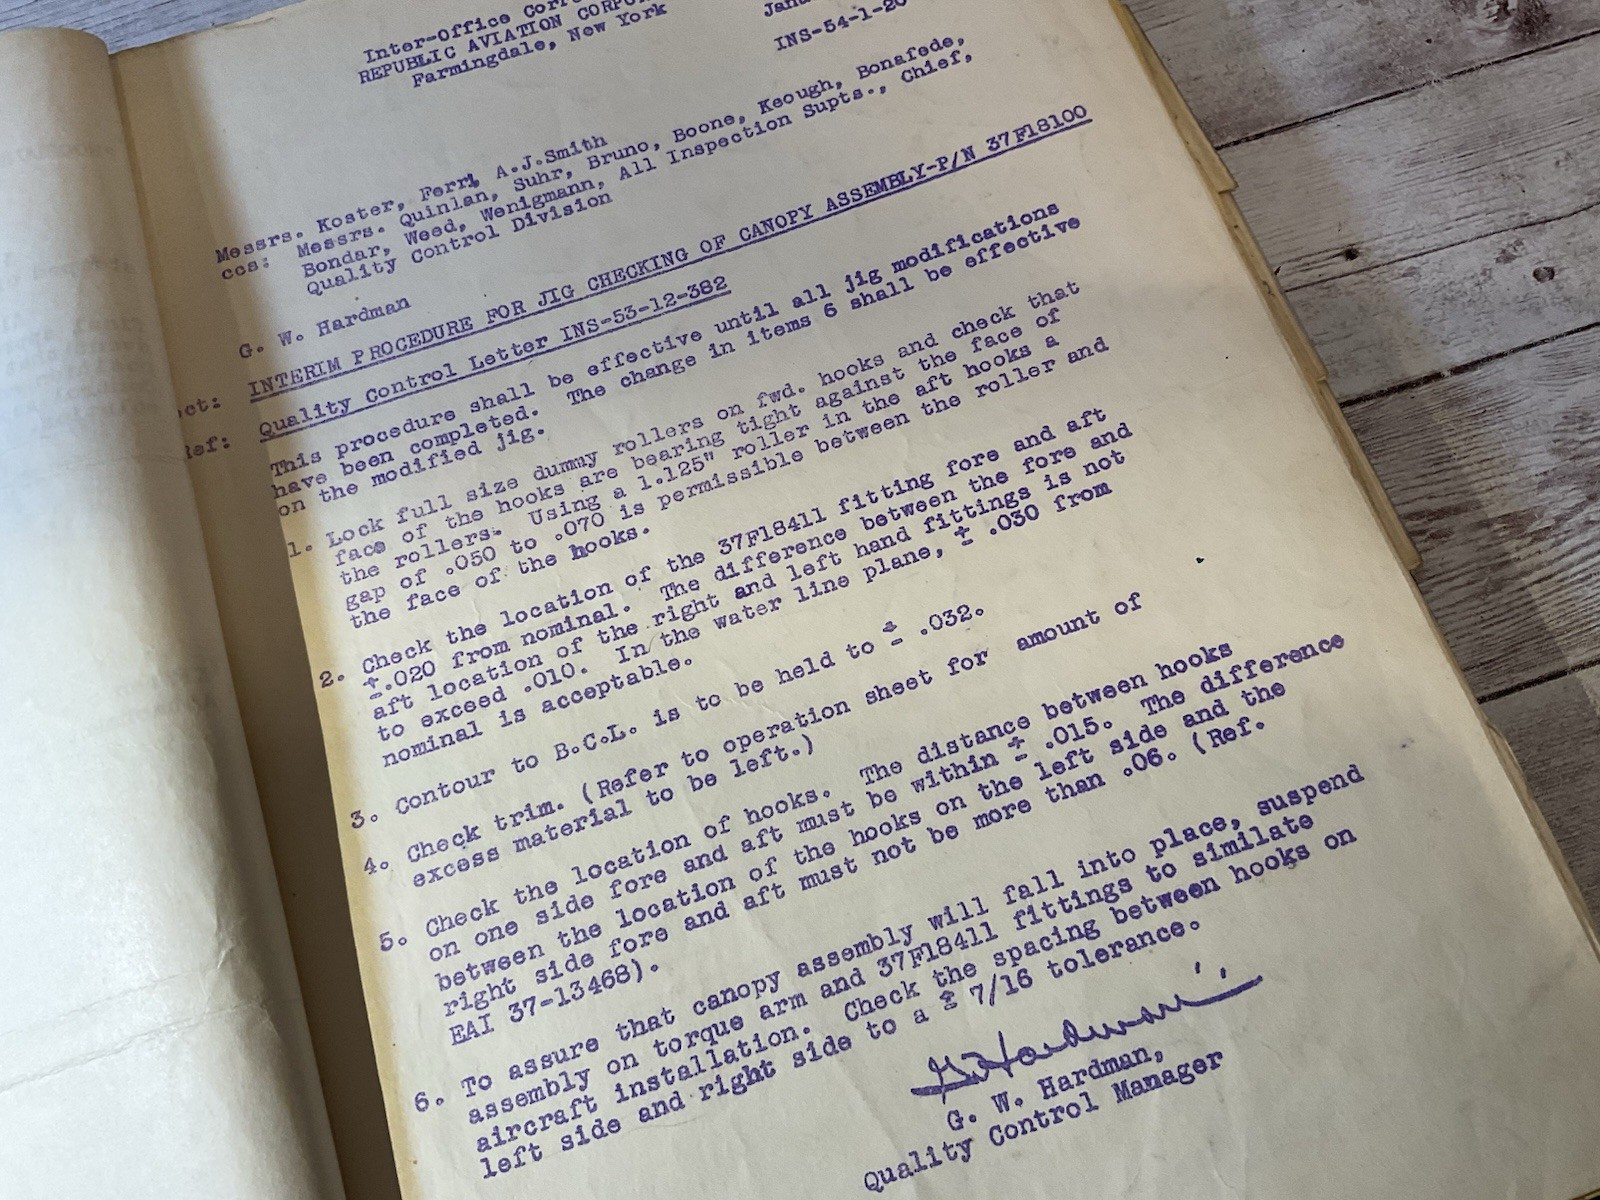 Inter-Office
REPUBLIC AVIATION
Farmingdale, New York
INS-54-1-20
Messrs. Koster, Ferri, A.J.Smith
ccs: Messrs. Quinlan, Suhr, Bruno, Boone, Keough, Bonafede,
Bondar, Weed, Wenigmann, All Inspection Supts., Chief,
Quality Control Division
G. W. Hardman
ct: INTERIM PROCEDURE FOR JIG CHECKING OF CANOPY ASSEMBLY-P/N 37F18100
ef: Quality Control Letter INS-53-12-382
This procedure shall be effective until all jig modifications
have been completed. The change in items 6 shall be effective
on the modified jig.
1. Lock full size dummy rollers on fwd. hooks and check that
face of the hooks are bearing tight against the face of
the rollers. Using a 1.125" roller in the aft hooks a
gap of .050 to .070 is permissible between the roller and
the face of the hooks.
2. Check the location of the 37F18411 fitting fore and aft
±.020 from nominal. The difference between the fore and
aft location of the right and left hand fittings is not
to exceed .010. In the water line plane, ± .030 from
nominal is acceptable.
3. Contour to B.C.L. is to be held to ± .032.
4. Check trim. (Refer to operation sheet for amount of
excess material to be left.)
5. Check the location of hooks. The distance between hooks
on one side fore and aft must be within ± .015. The difference
between the location of the hooks on the left side and the
right side fore and aft must not be more than .06. (Ref.
EAI 37-13468).
6. To assure that canopy assembly will fall into place, suspend
assembly on torque arm and 37F18411 fittings to similate
aircraft installation. Check the spacing between hooks on
left side and right side to a ± 7/16 tolerance.
G. W. Hardman
G. W. Hardman,
Quality Control Manager